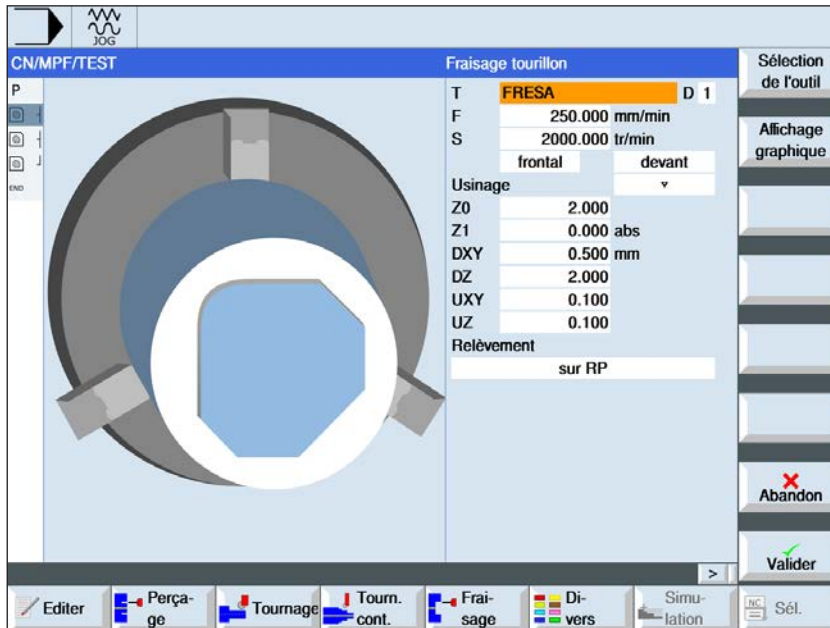 JOG
CN/MPF/TEST
Fraisage tourillon
P
END
T FRESA D 1
F 250.000 mm/min
S 2000.000 tr/min
frontal devant
Usinage ▿
Z0 2.000
Z1 0.000 abs
DXY 0.500 mm
DZ 2.000
UXY 0.100
UZ 0.100
Relèvement
sur RP
Sélection
de l'outil
Affichage
graphique
Abandon
Valider
>
Editer
Perça-
ge
Tournage
Tourn.
cont.
Frai-
sage
Di-
vers
Simu-
lation
NC
Sél.